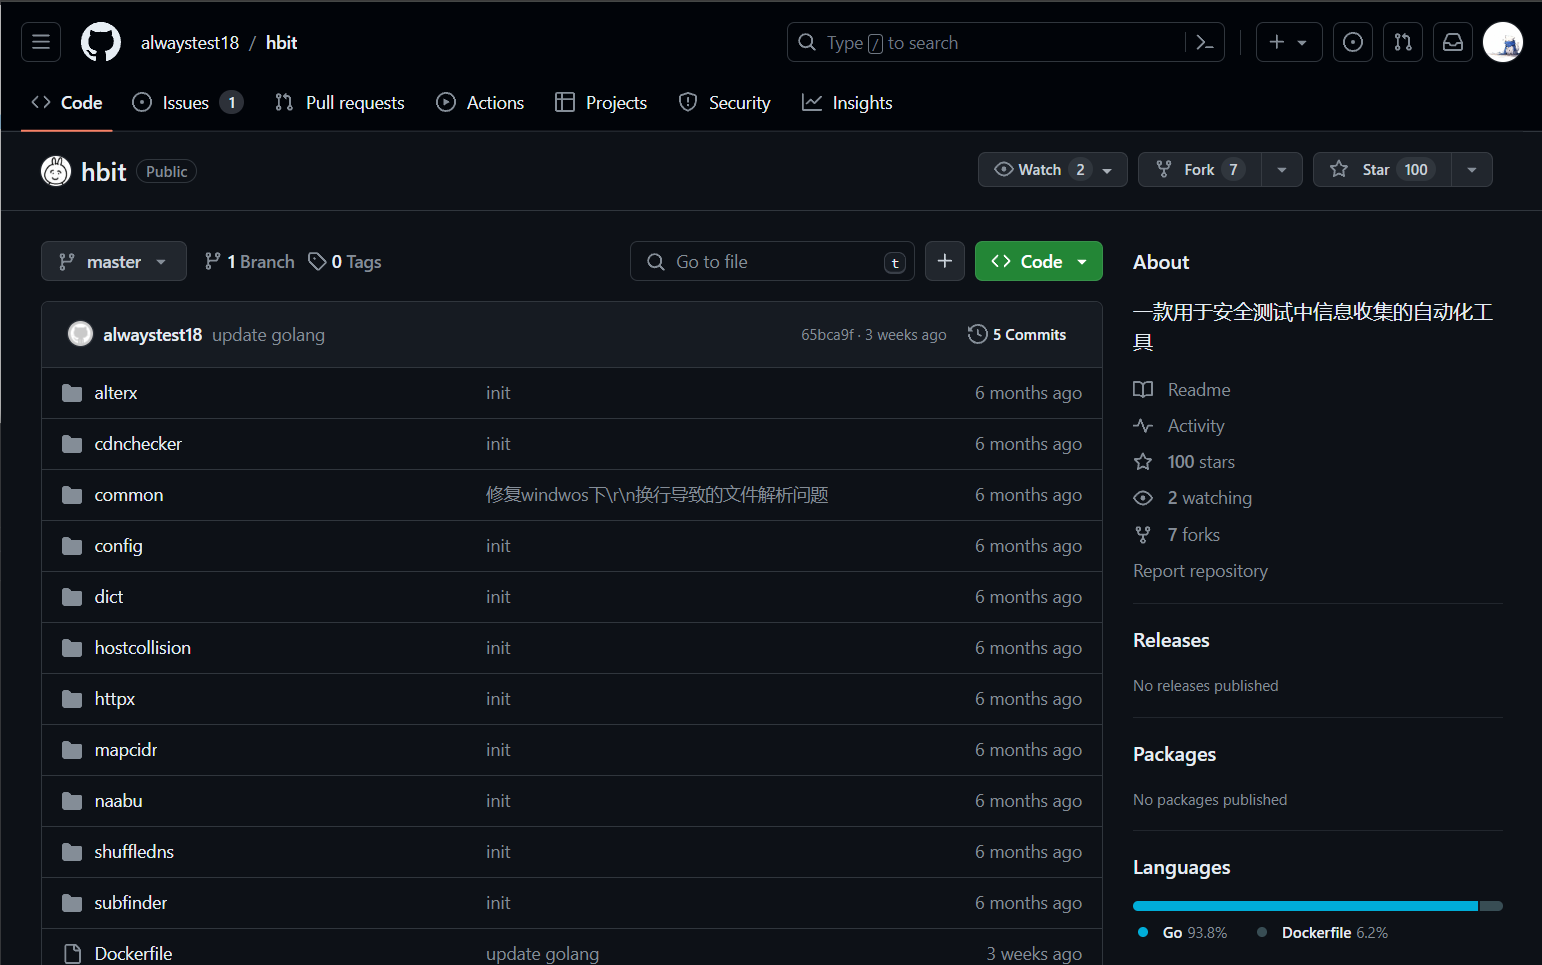 alwaystest18 / hbit
Type / to search
Code
Issues 1
Pull requests
Actions
Projects
Security
Insights
hbit Public
Watch 2
Fork 7
Star 100
master
1 Branch
0 Tags
Go to file t
Code
alwaystest18 update golang 65bca9f · 3 weeks ago 5 Commits
alterx init 6 months ago
cdnchecker init 6 months ago
common 修复windwos下\r\n换行导致的文件解析问题 6 months ago
config init 6 months ago
dict init 6 months ago
hostcollision init 6 months ago
httpx init 6 months ago
mapcidr init 6 months ago
naabu init 6 months ago
shuffledns init 6 months ago
subfinder init 6 months ago
Dockerfile update golang 3 weeks ago
About
一款用于安全测试中信息收集的自动化工
具
Readme
Activity
100 stars
2 watching
7 forks
Report repository
Releases
No releases published
Packages
No packages published
Languages
Go 93.8% Dockerfile 6.2%